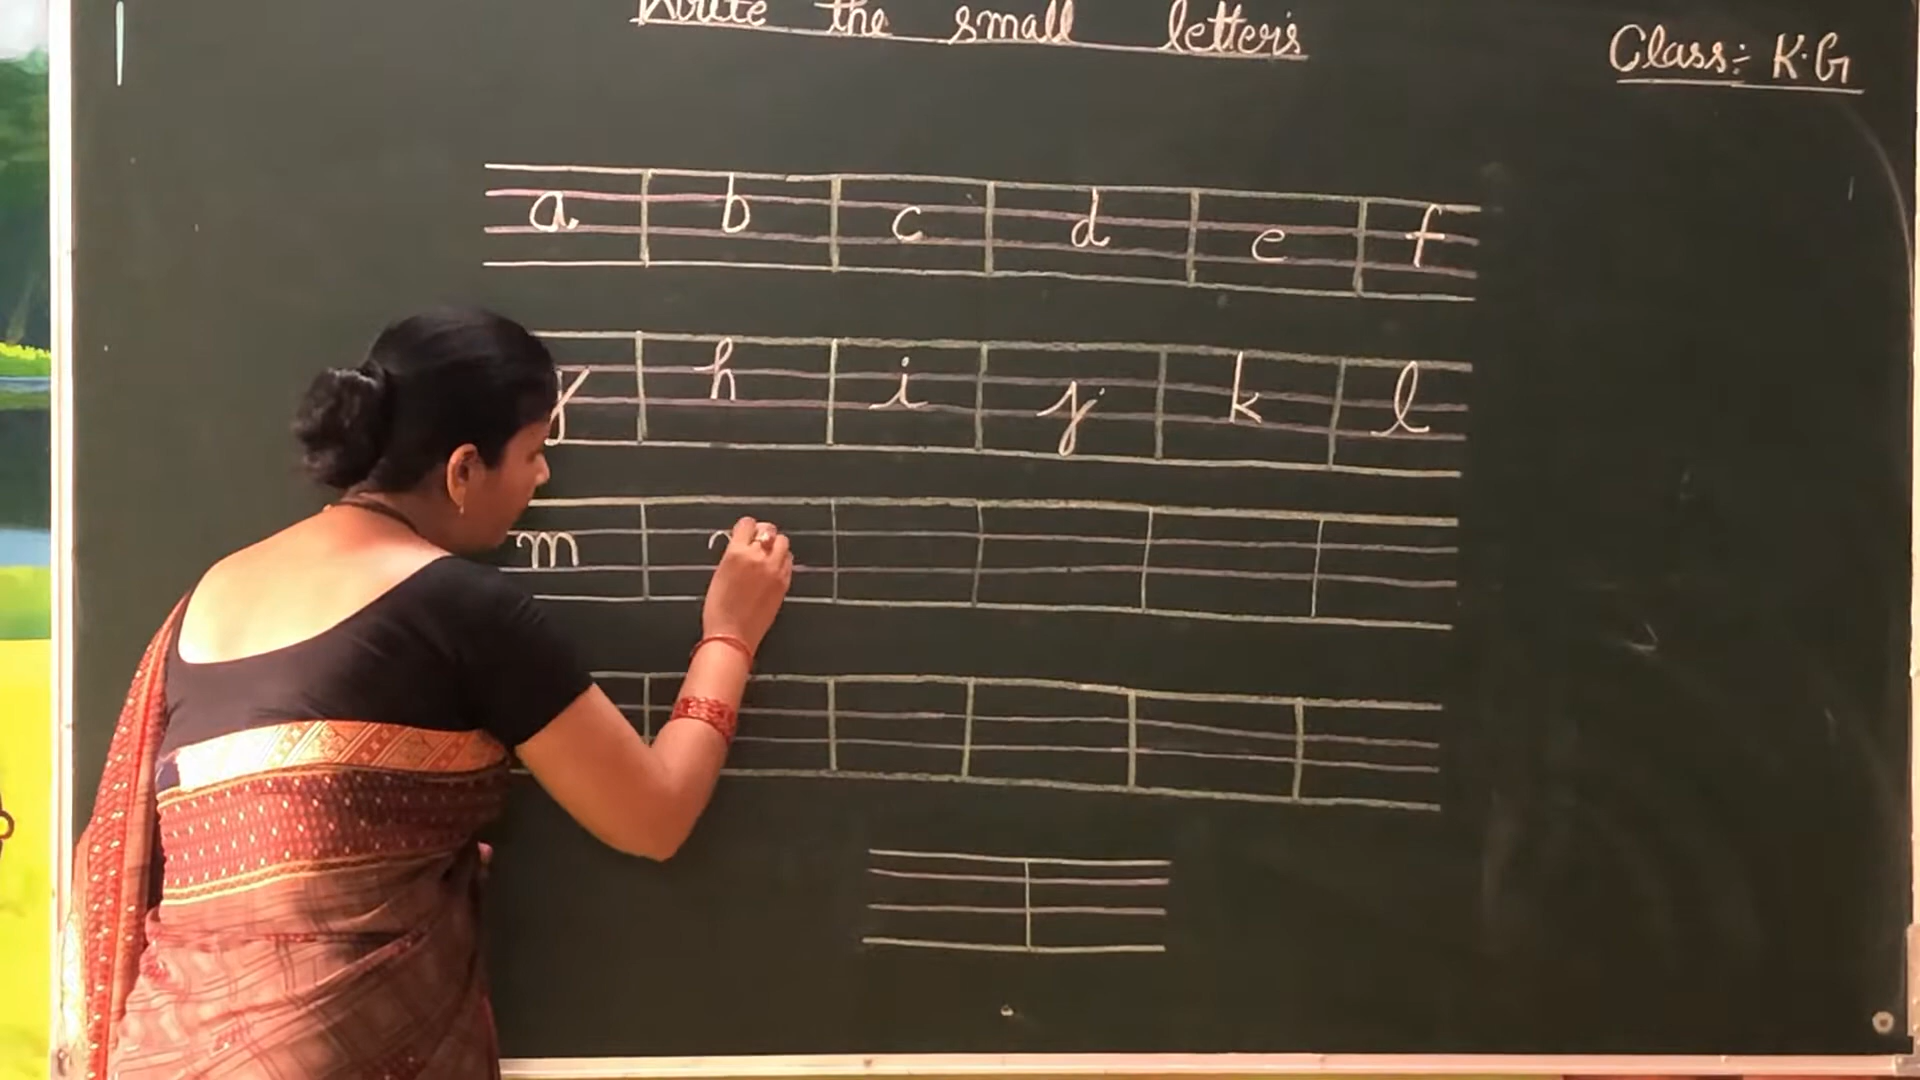 Write the small letters
Class:- K.G
a b c d e f
h i j k l
m